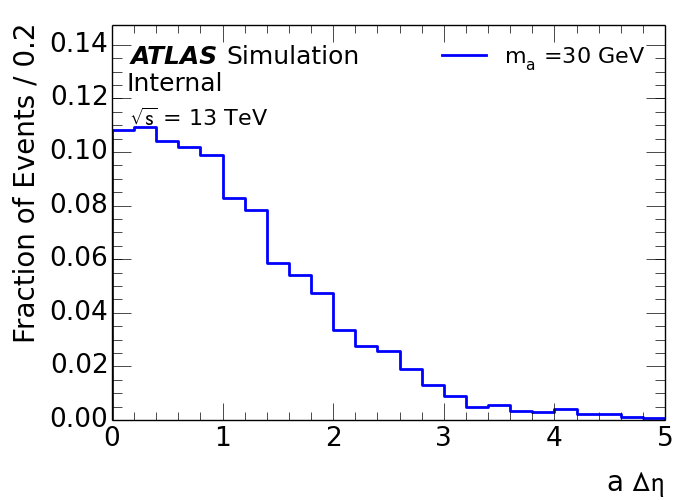 Fraction of Events / 0.2
0.14
0.12
0.10
0.08
0.06
0.04
0.02
0.00
ATLAS Simulation
Internal
√s = 13 TeV
mₐ =30 GeV
0 1 2 3 4 5
a Δη